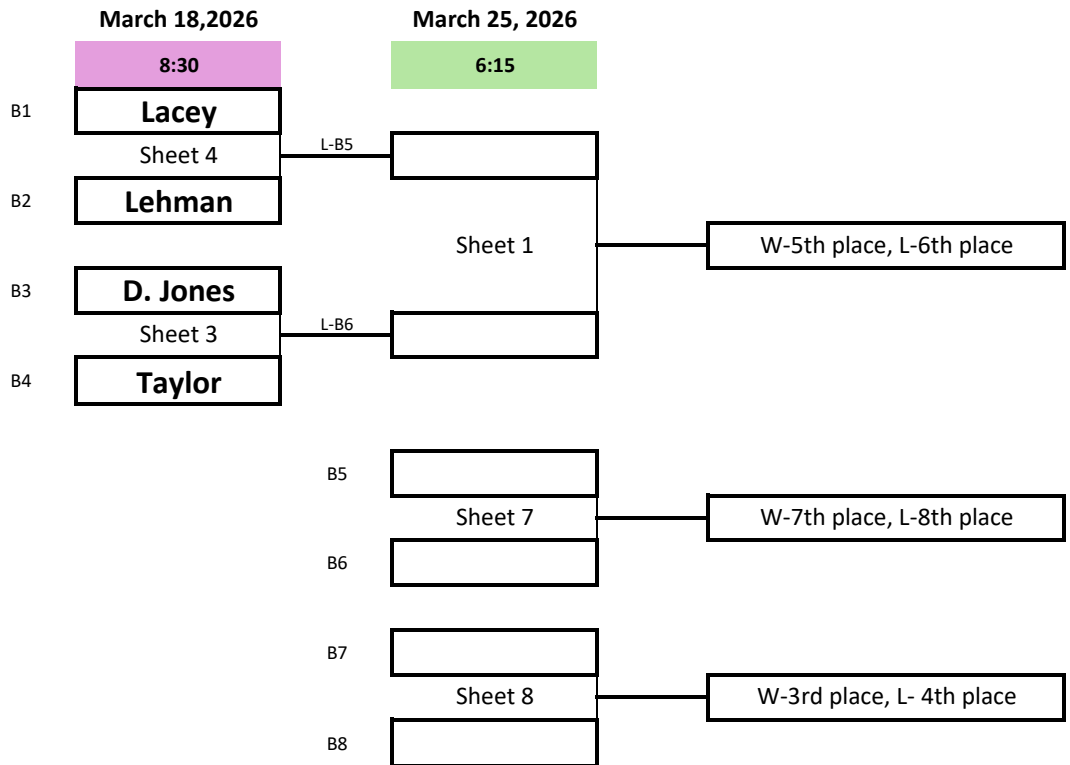 March 18,2026 March 25, 2026
8:30 6:15
B1 Lacey
Sheet 4 L-B5
B2 Lehman
Sheet 1 W-5th place, L-6th place
B3 D. Jones
Sheet 3 L-B6
B4 Taylor
B5
Sheet 7 W-7th place, L-8th place
B6
B7
Sheet 8 W-3rd place, L- 4th place
B8